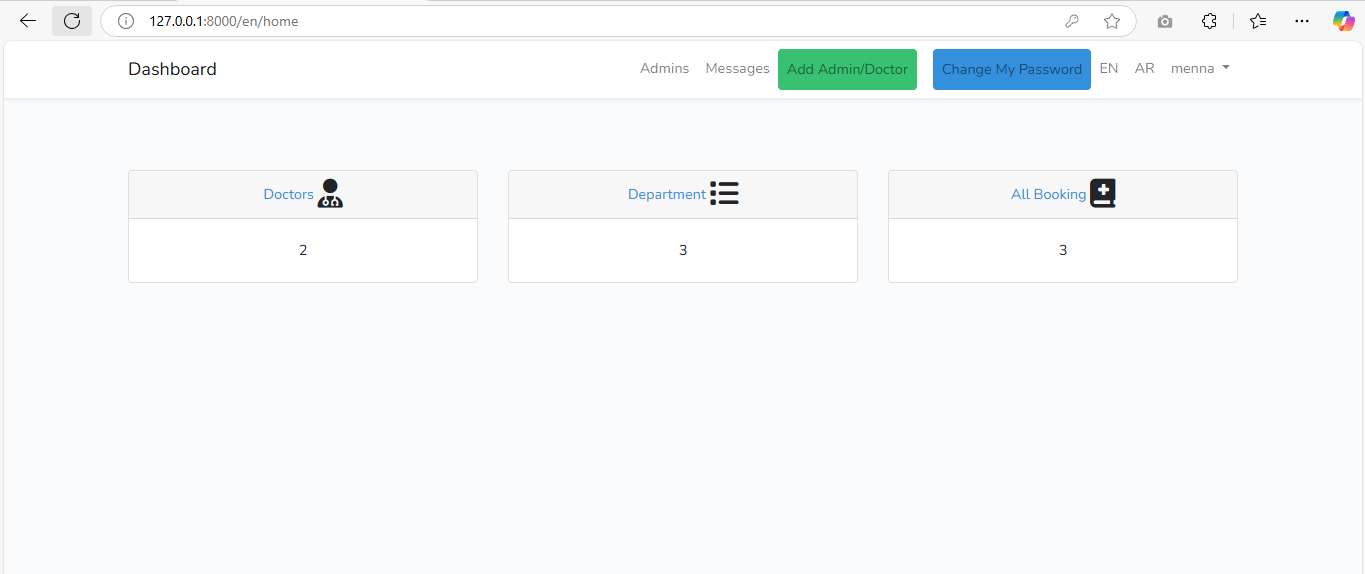 127.0.0.1:8000/en/home
Dashboard Admins Messages Add Admin/Doctor Change My Password EN AR menna
Doctors Department All Booking
2 3 3